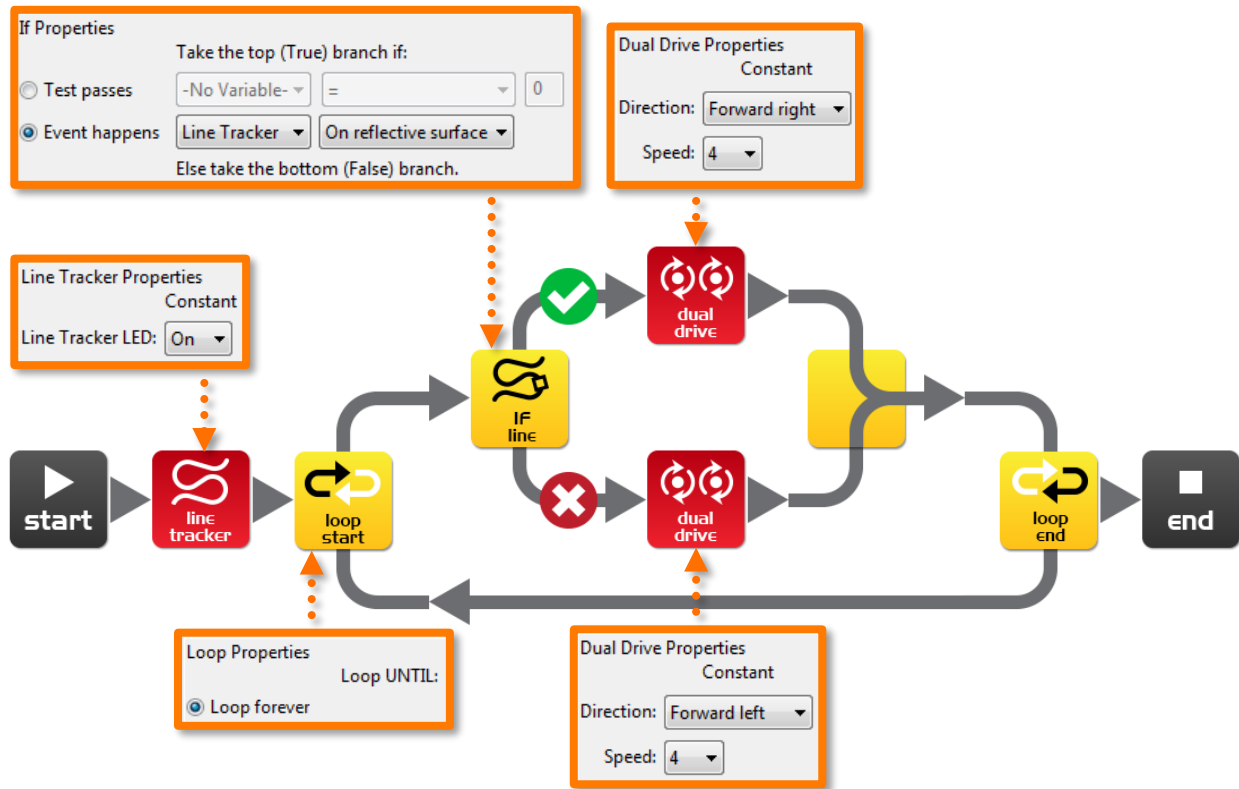 If Properties
Take the top (True) branch if:
Test passes -No Variable- = 0
Event happens Line Tracker On reflective surface
Else take the bottom (False) branch.
Dual Drive Properties
Constant
Direction: Forward right
Speed: 4
Line Tracker Properties
Constant
Line Tracker LED: On
start
line
tracker
loop
start
IF
line
dual
drive
dual
drive
loop
end
end
Loop Properties
Loop UNTIL:
Loop forever
Dual Drive Properties
Constant
Direction: Forward left
Speed: 4